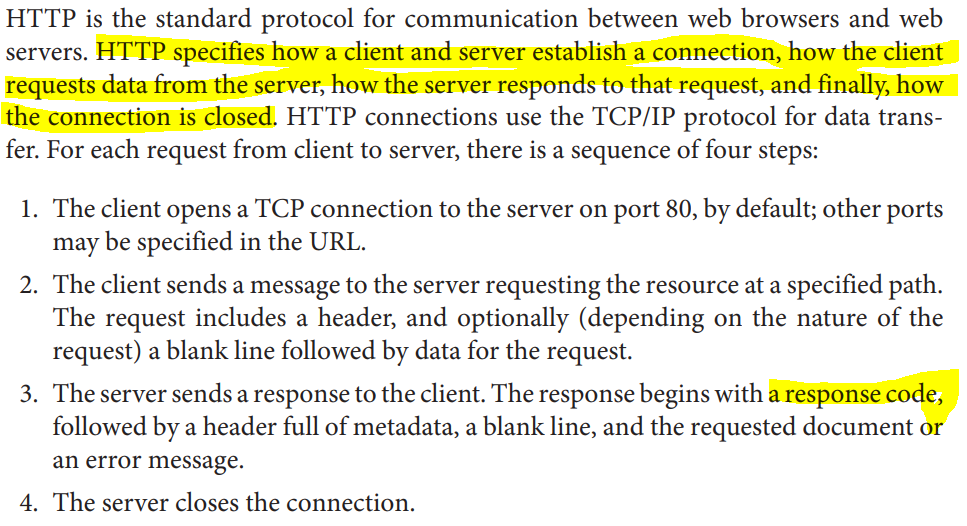 HTTP is the standard protocol for communication between web browsers and web
servers. HTTP specifies how a client and server establish a connection, how the client
requests data from the server, how the server responds to that request, and finally, how
the connection is closed. HTTP connections use the TCP/IP protocol for data trans-
fer. For each request from client to server, there is a sequence of four steps:
1. The client opens a TCP connection to the server on port 80, by default; other ports
may be specified in the URL.
2. The client sends a message to the server requesting the resource at a specified path.
The request includes a header, and optionally (depending on the nature of the
request) a blank line followed by data for the request.
3. The server sends a response to the client. The response begins with a response code,
followed by a header full of metadata, a blank line, and the requested document or
an error message.
4. The server closes the connection.